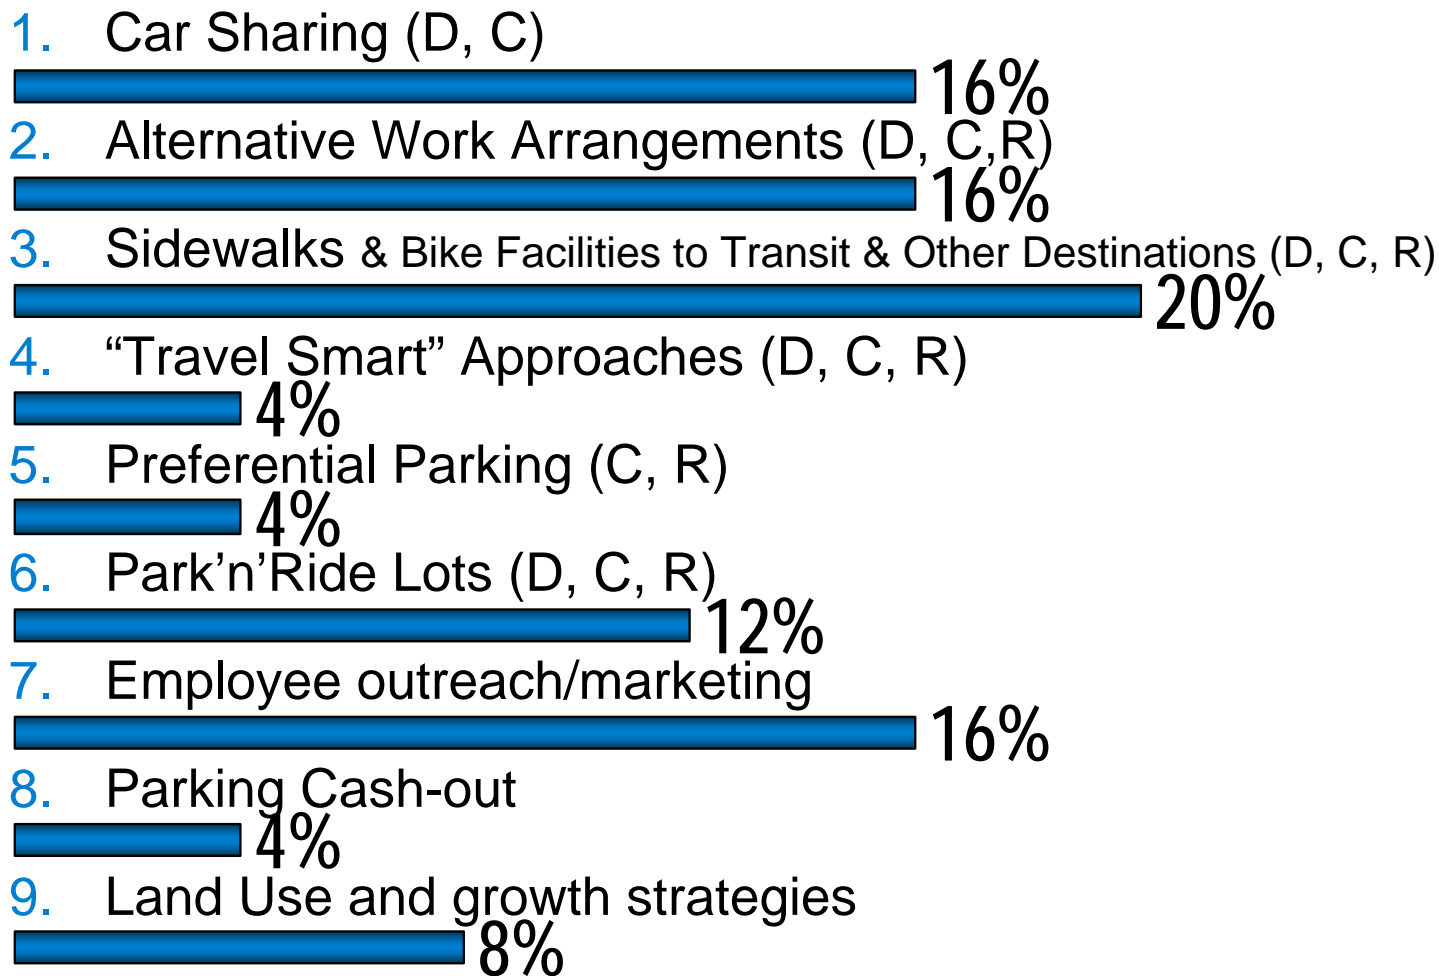 1. Car Sharing (D, C)
16%
2. Alternative Work Arrangements (D, C,R)
16%
3. Sidewalks & Bike Facilities to Transit & Other Destinations (D, C, R)
20%
4. “Travel Smart” Approaches (D, C, R)
4%
5. Preferential Parking (C, R)
4%
6. Park’n’Ride Lots (D, C, R)
12%
7. Employee outreach/marketing
16%
8. Parking Cash-out
4%
9. Land Use and growth strategies
8%